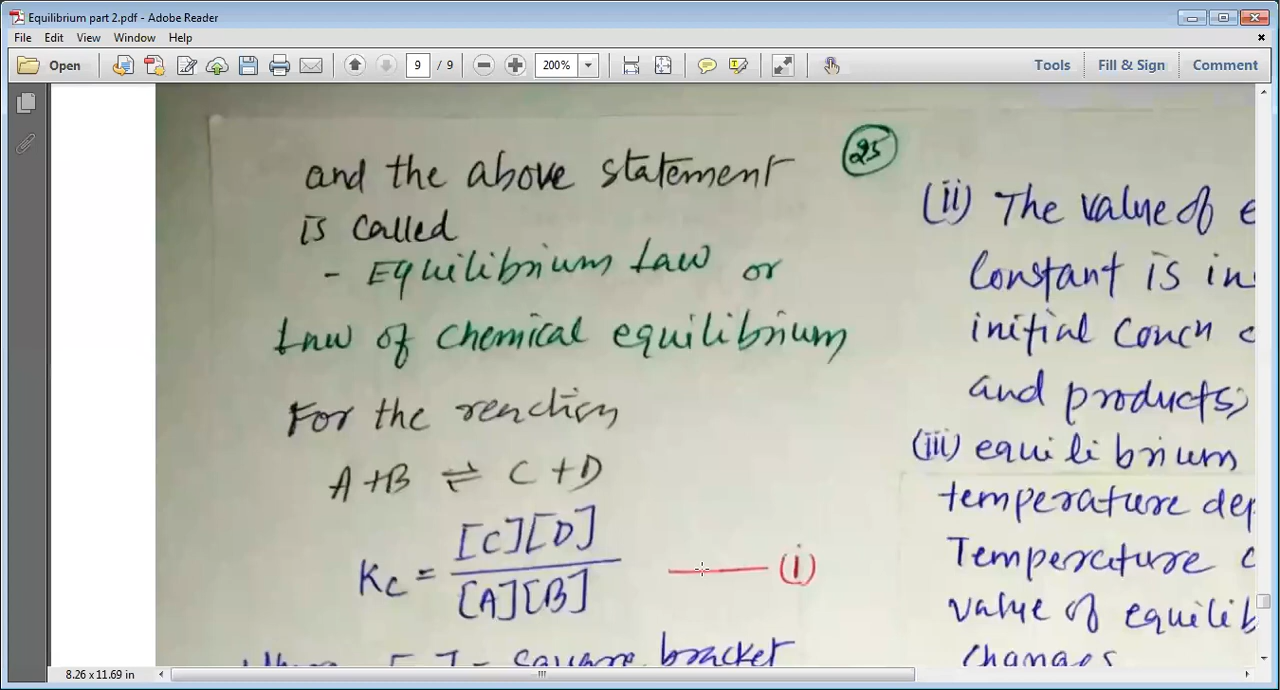 Equilibrium part 2.pdf - Adobe Reader
File Edit View Window Help
Open 9 / 9 200% Tools Fill & Sign Comment
25
and the above statement
is called
- Equilibrium Law or
Law of chemical equilibrium
For the reaction
A+B ⇌ C+D
Kc = [C][D] / [A][B] —— (i)
[ ] - square bracket
(ii) The value of e
Constant is in
initial Concn
and products,
(iii) equilibrium
temperature dep
Temperature c
value of equilib
changes
8.26 x 11.69 in